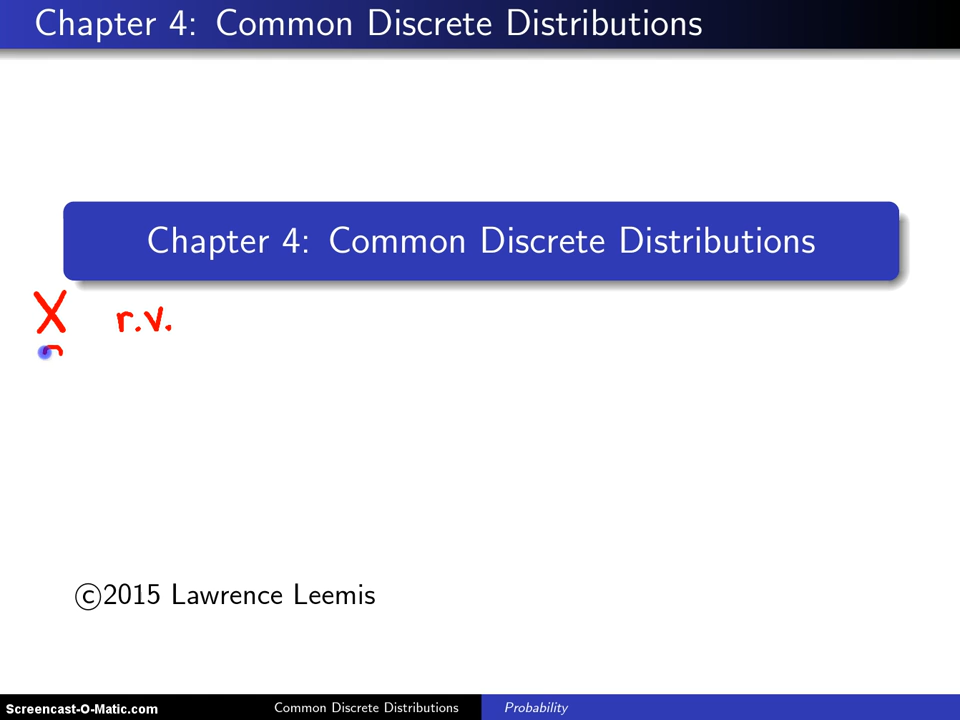 Chapter 4: Common Discrete Distributions
Chapter 4: Common Discrete Distributions
X r.v.
©2015 Lawrence Leemis
Screencast-O-Matic.com Common Discrete Distributions Probability